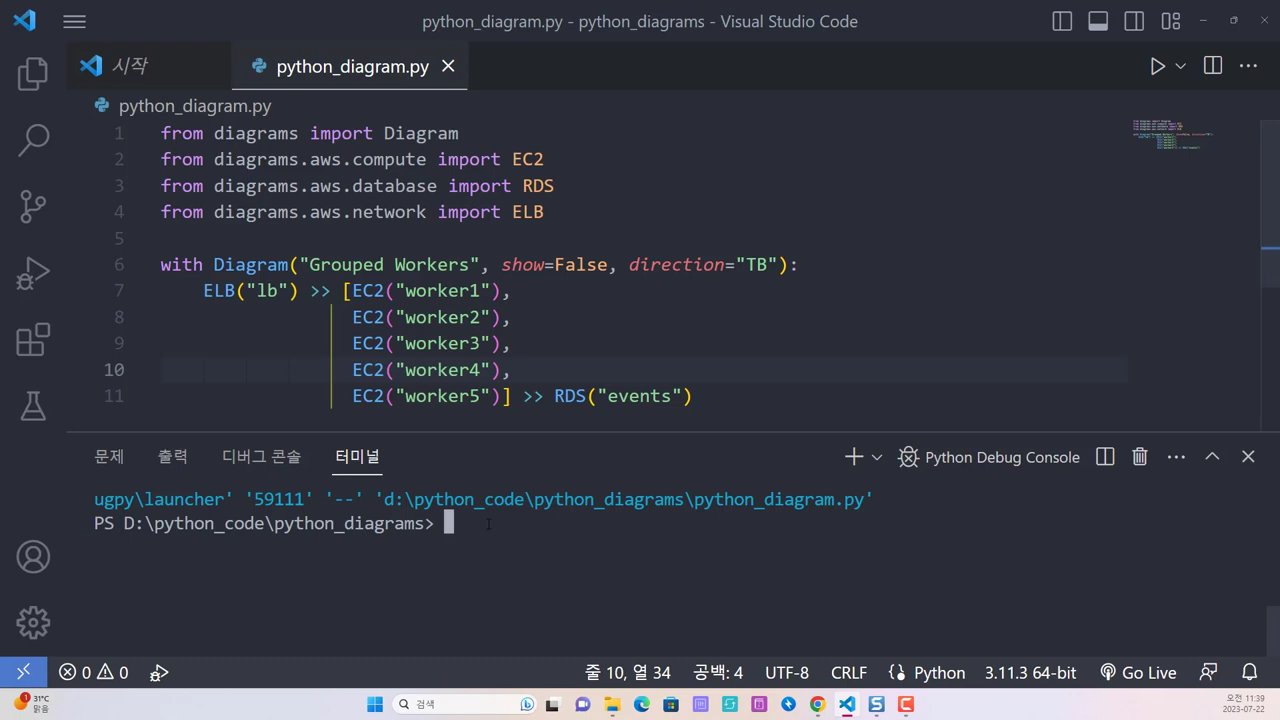 python_diagram.py - python_diagrams - Visual Studio Code
시작
python_diagram.py
python_diagram.py
1 from diagrams import Diagram
2 from diagrams.aws.compute import EC2
3 from diagrams.aws.database import RDS
4 from diagrams.aws.network import ELB
5
6 with Diagram("Grouped Workers", show=False, direction="TB"):
7 ELB("lb") >> [EC2("worker1"),
8 EC2("worker2"),
9 EC2("worker3"),
10 EC2("worker4"),
11 EC2("worker5")] >> RDS("events")
문제 출력 디버그 콘솔 터미널 Python Debug Console
ugpy\launcher' '59111' '--' 'd:\python_code\python_diagrams\python_diagram.py'
PS D:\python_code\python_diagrams>
0 0 줄 10, 열 34 공백: 4 UTF-8 CRLF Python 3.11.3 64-bit Go Live
1 31°C 검색 오전 11:39
맑음 2023-07-22